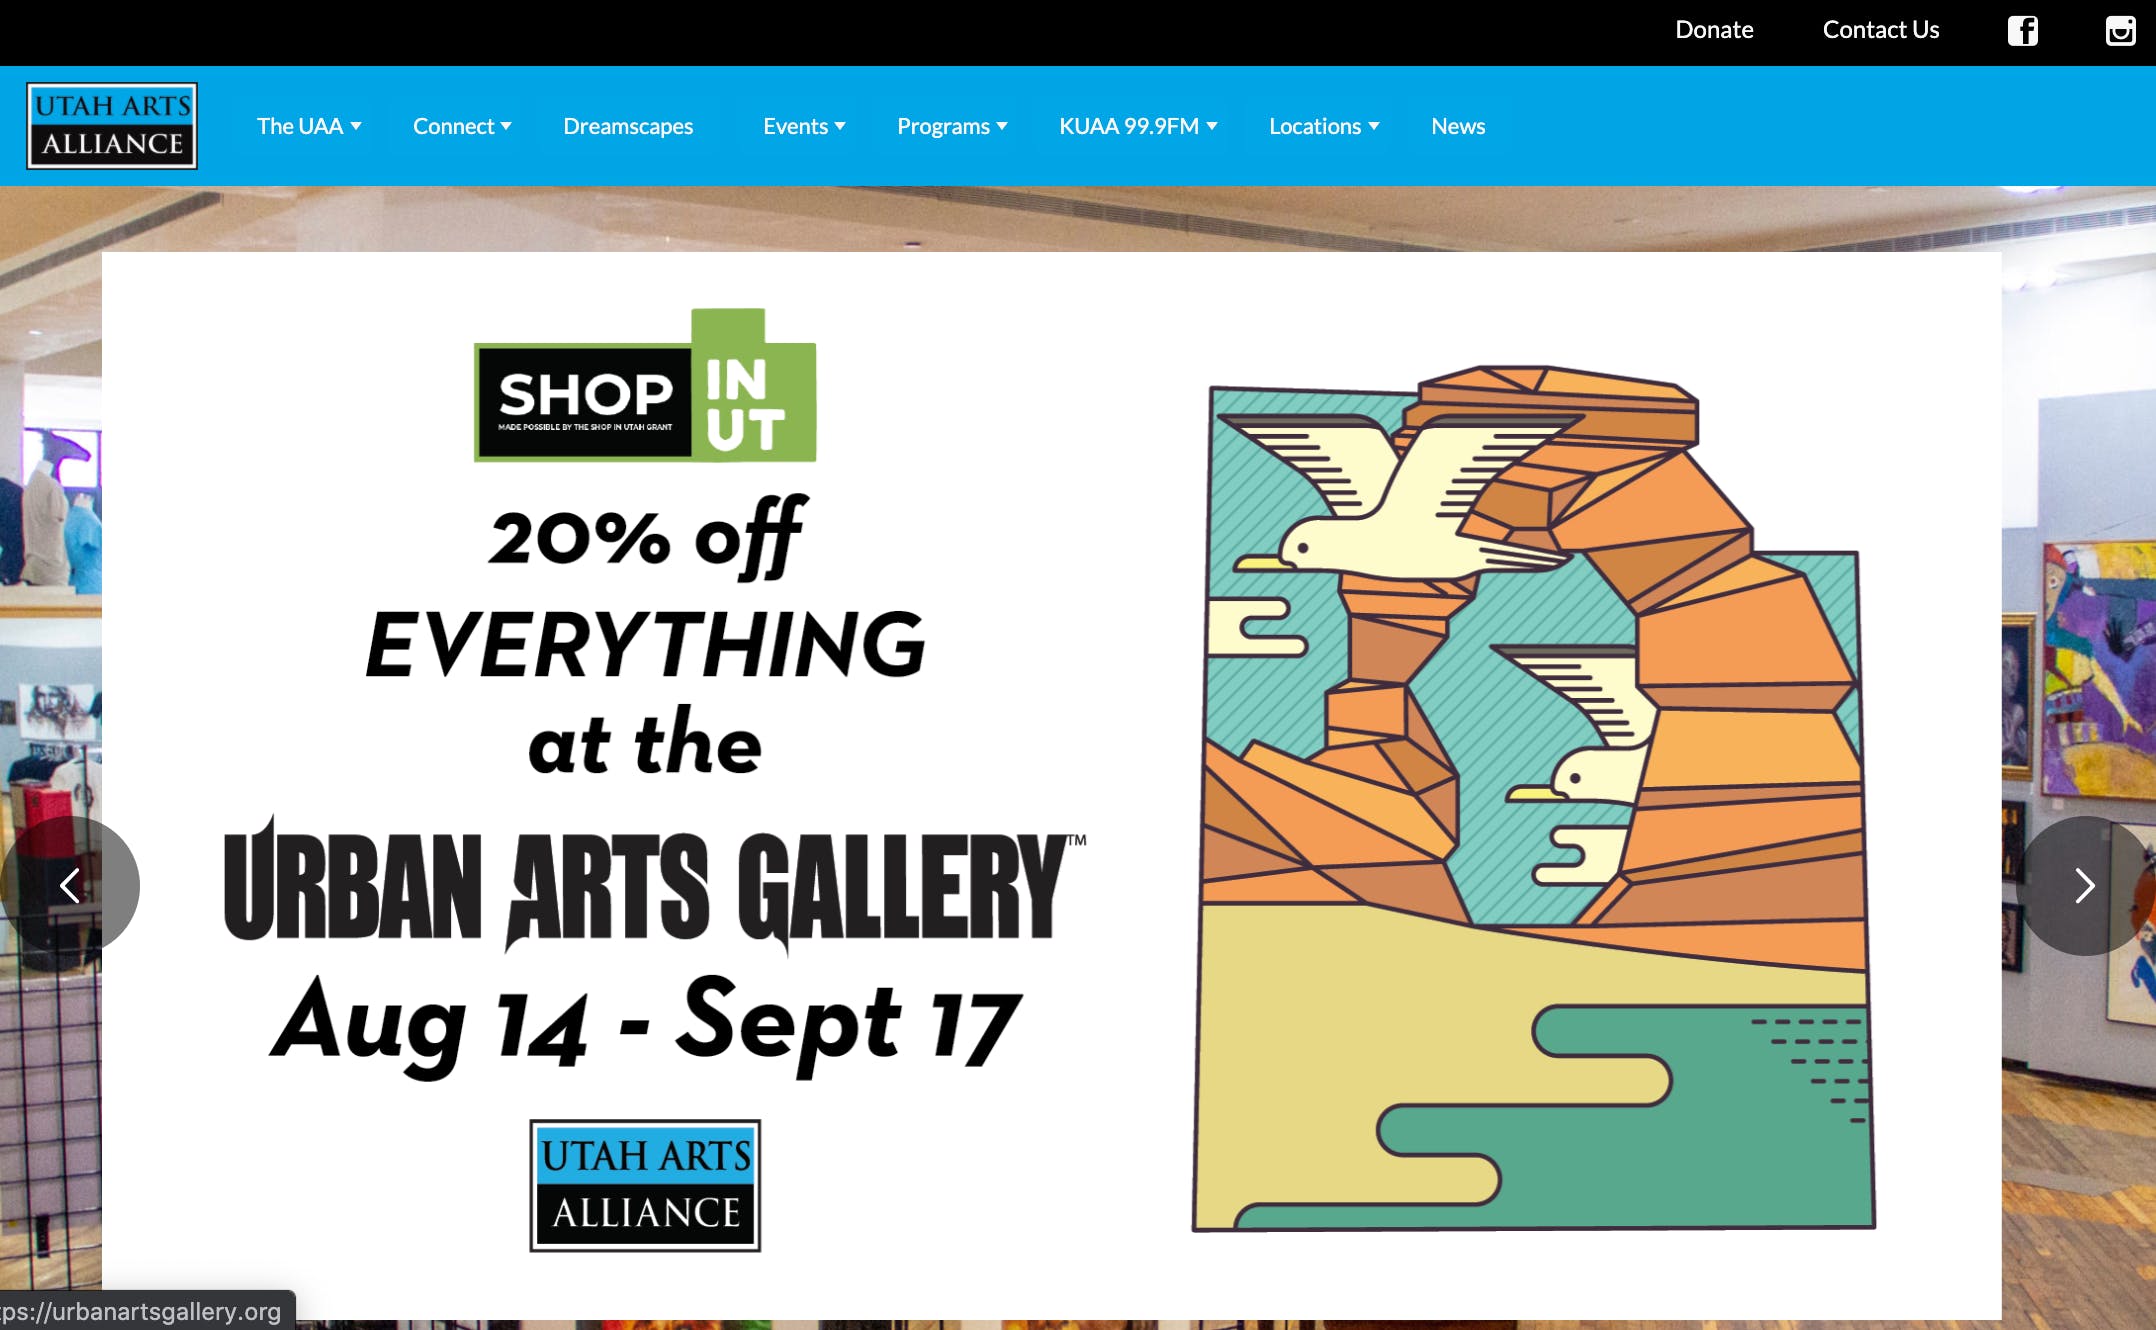 Donate Contact Us
UTAH ARTS
ALLIANCE
The UAA Connect Dreamscapes Events Programs KUAA 99.9FM Locations News
SHOP
MADE POSSIBLE BY THE SHOP IN UTAH GRANT
IN
UT
20% off
EVERYTHING
at the
URBAN ARTS GALLERY™
Aug 14 - Sept 17
UTAH ARTS
ALLIANCE
ps://urbanartsgallery.org